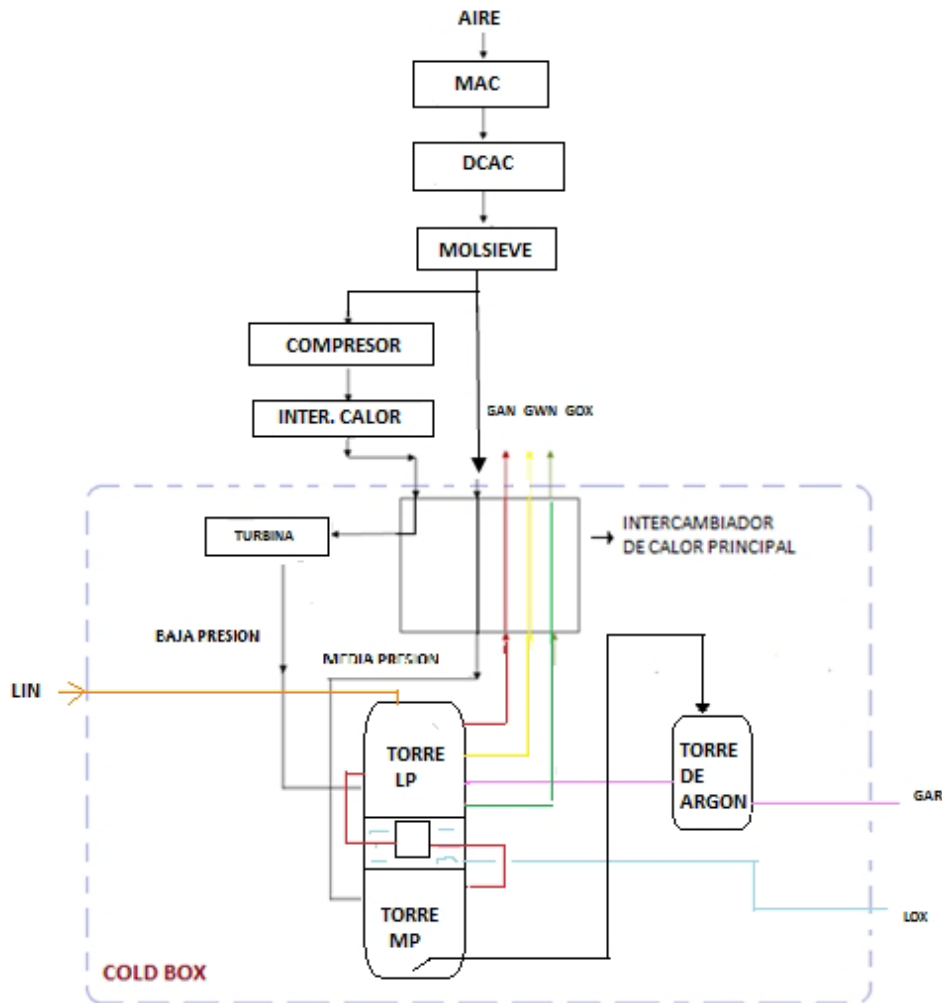 AIRE
MAC
DCAC
MOLSIEVE
COMPRESOR
INTER. CALOR
GAN GWN GOX
TURBINA
INTERCAMBIADOR
DE CALOR PRINCIPAL
BAJA PRESION
MEDIA PRESION
LIN
TORRE
LP
TORRE
DE
ARGON
GAR
TORRE
MP
LOX
COLD BOX